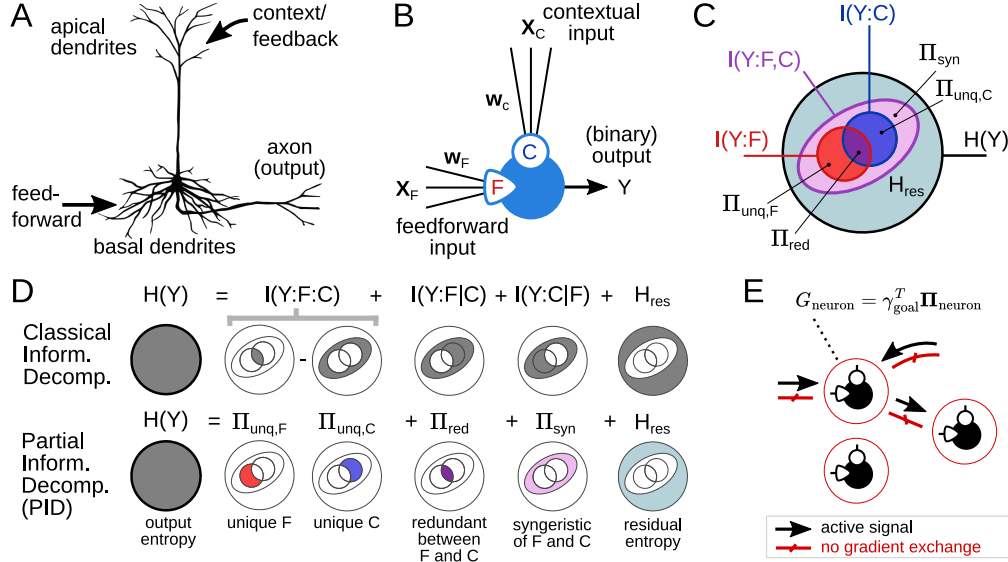 A
apical
dendrites
context/
feedback
feed-
forward
axon
(output)
basal dendrites
B
X_C
contextual
input
w_c
C
w_F
X_F
F
(binary)
output
Y
feedforward
input
C
I(Y:C)
I(Y:F,C)
Π_syn
Π_unq,C
I(Y:F)
H(Y)
H_res
Π_unq,F
Π_red
D
H(Y) = I(Y:F:C) + I(Y:F|C) + I(Y:C|F) + H_res
Classical
Inform.
Decomp.
-
H(Y) = Π_unq,F Π_unq,C + Π_red + Π_syn + H_res
Partial
Inform.
Decomp.
(PID)
output
entropy
unique F
unique C
redundant
between
F and C
syngeristic
of F and C
residual
entropy
E
G_neuron = γ_goal^T Π_neuron
active signal
no gradient exchange